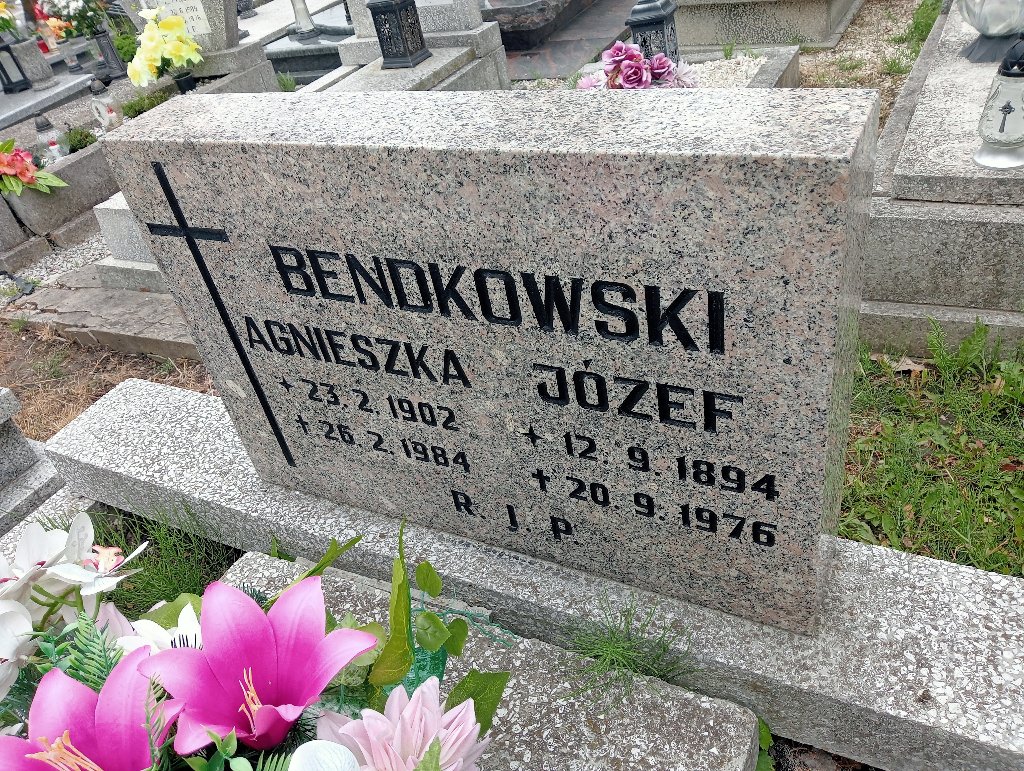 BENDKOWSKI
AGNIESZKA JÓZEF
* 23. 2. 1902 * 12. 9. 1894
+ 26. 2. 1984 + 20. 9. 1976
R. I. P.